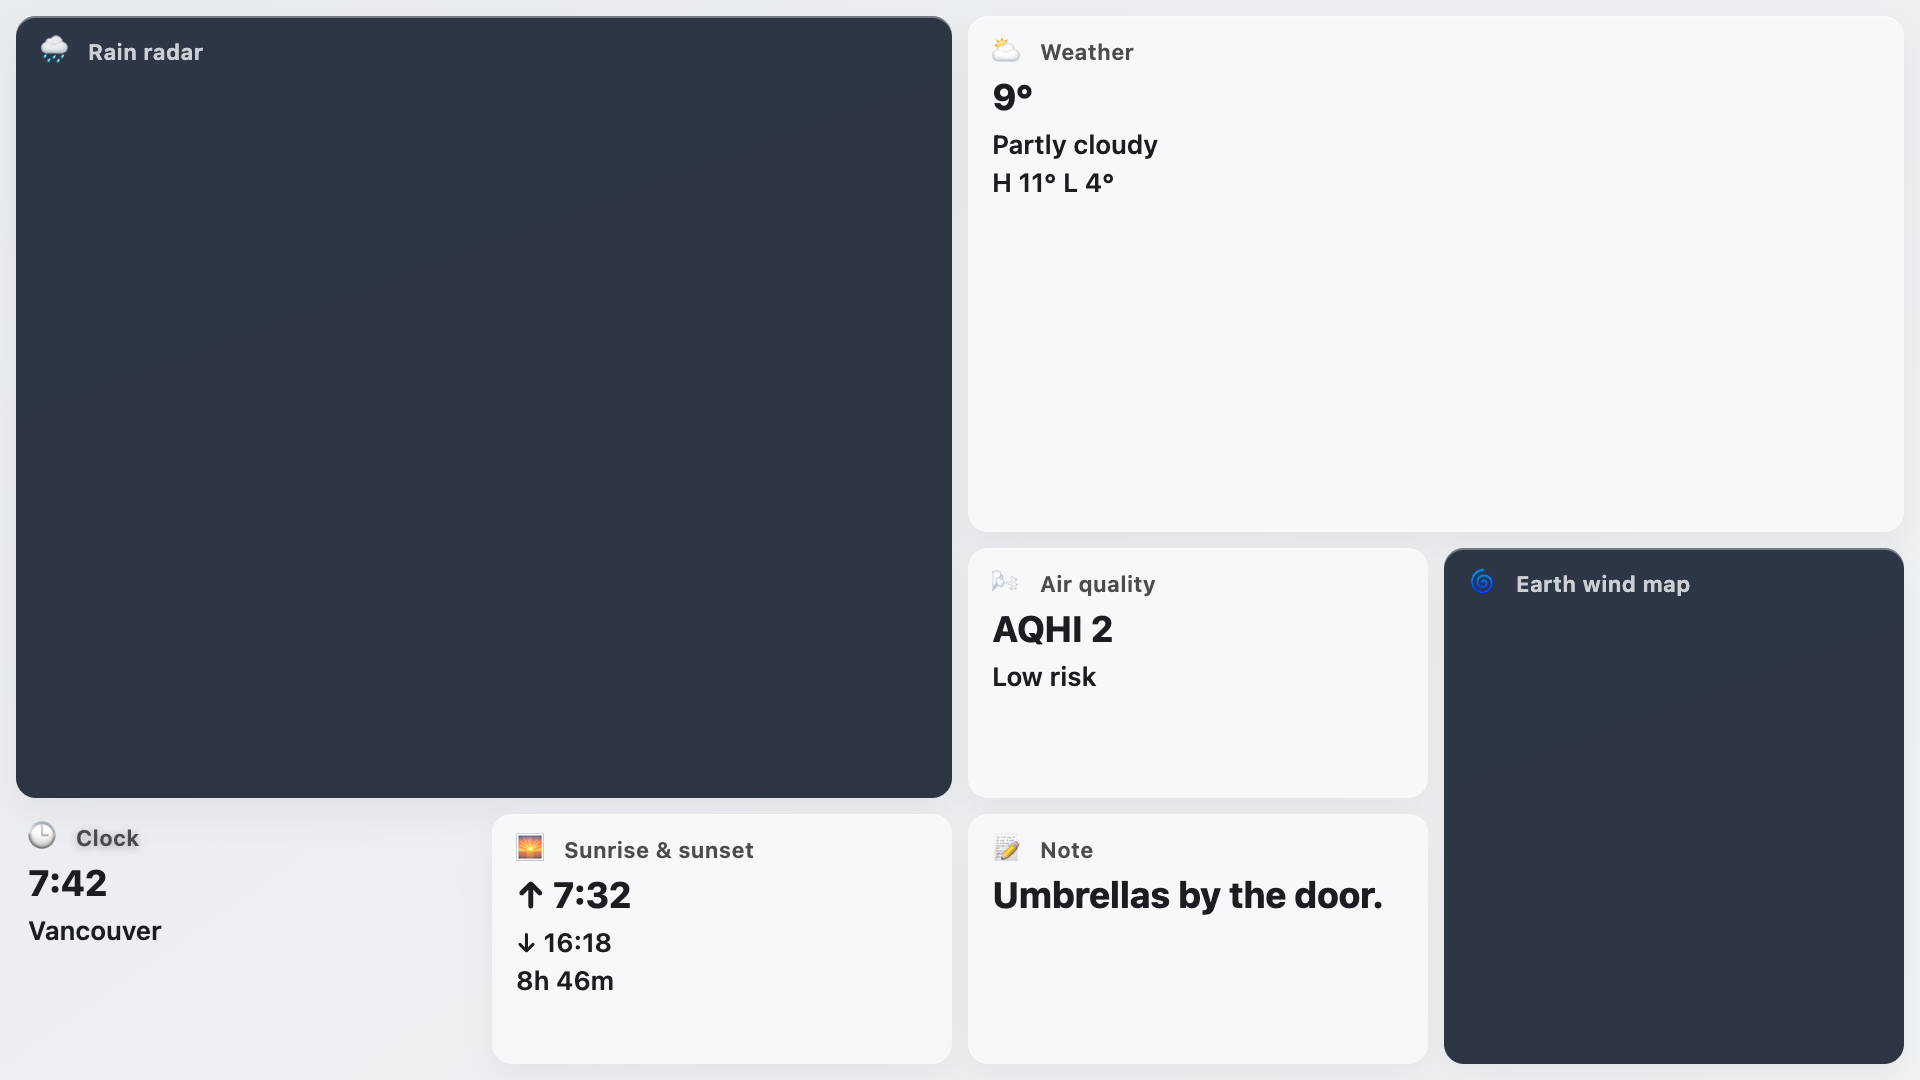 Rain radar
Weather
9°
Partly cloudy
H 11° L 4°
Air quality
AQHI 2
Low risk
Earth wind map
Clock
7:42
Vancouver
Sunrise & sunset
↑ 7:32
↓ 16:18
8h 46m
Note
Umbrellas by the door.